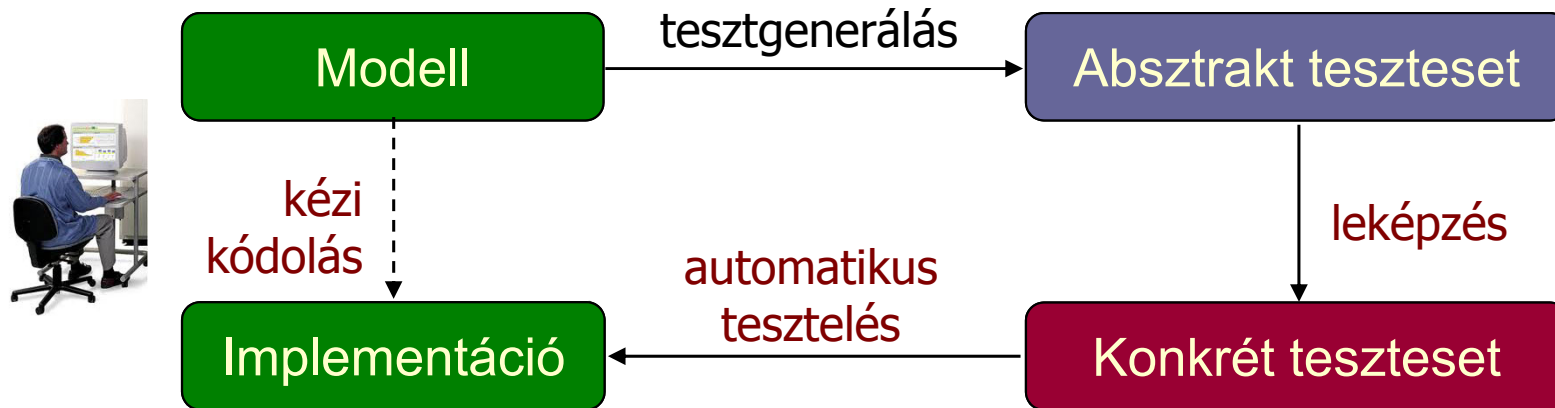 tesztgenerálás
Modell
Absztrakt teszteset
kézi
kódolás
leképzés
automatikus
tesztelés
Implementáció
Konkrét teszteset